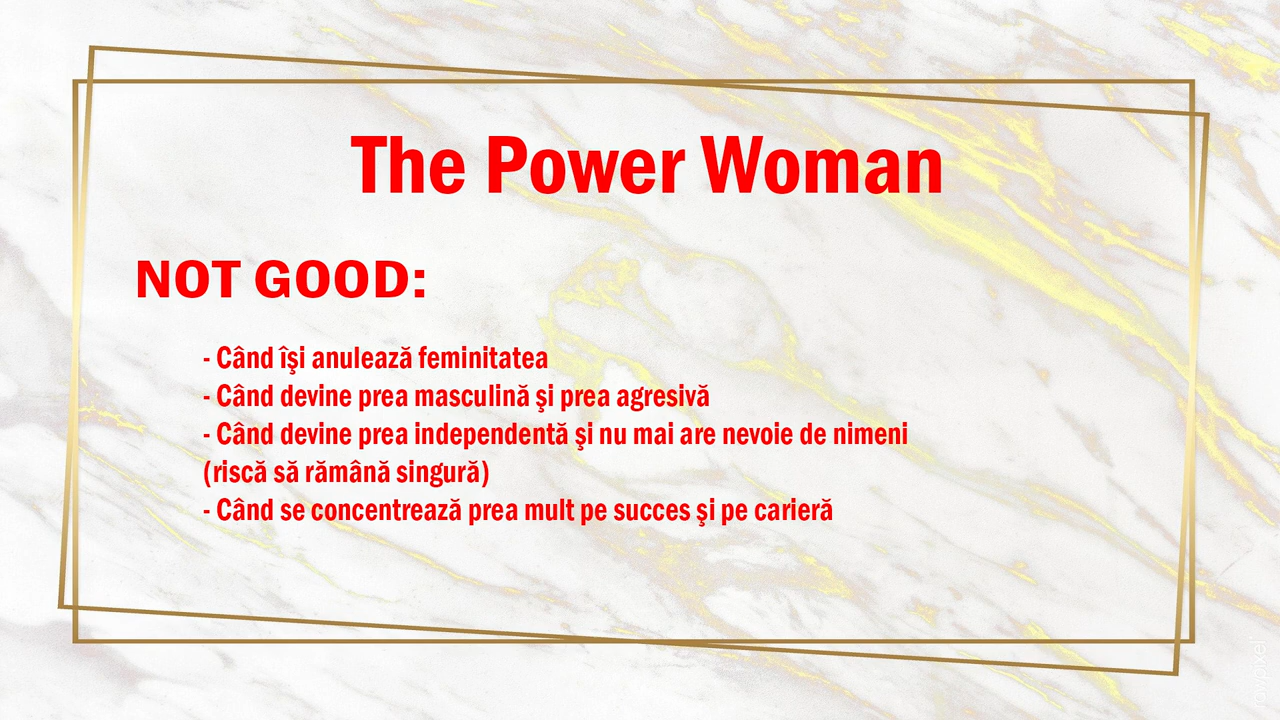 The Power Woman
NOT GOOD:
- Când îşi anulează feminitatea
- Când devine prea masculină şi prea agresivă
- Când devine prea independentă şi nu mai are nevoie de nimeni
(riscă să rămână singură)
- Când se concentrează prea mult pe succes şi pe carieră